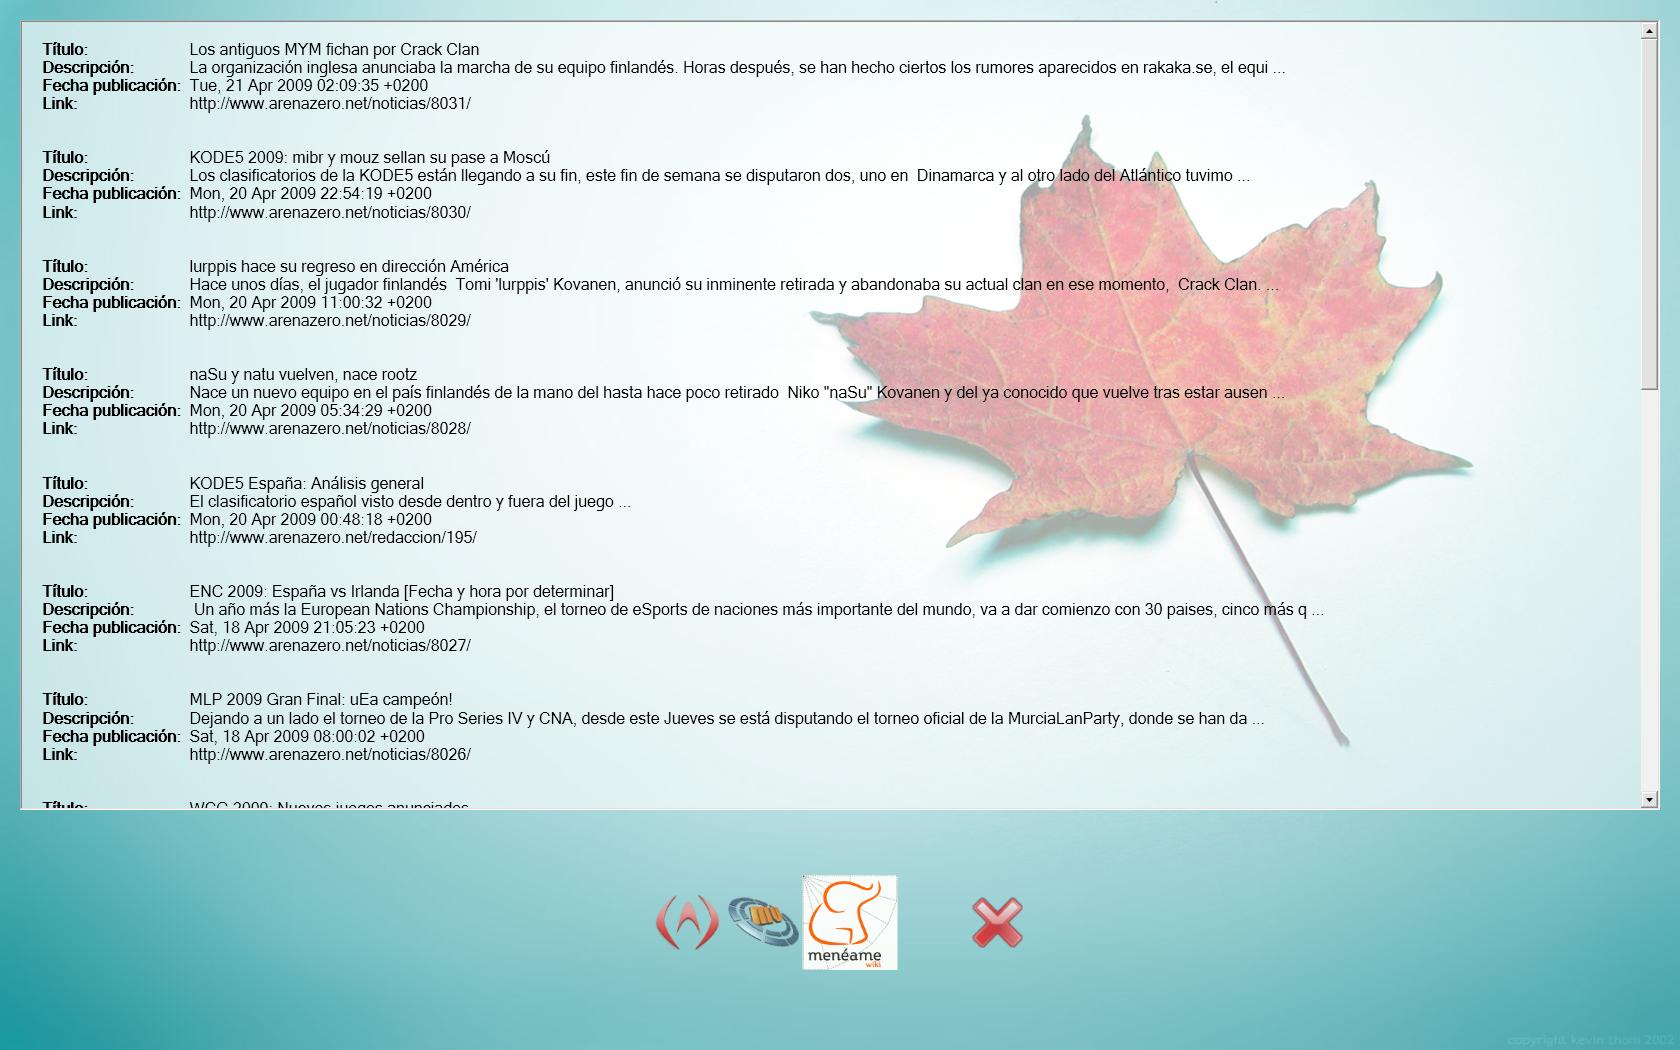 Título: Los antiguos MYM fichan por Crack Clan
Descripción: La organización inglesa anunciaba la marcha de su equipo finlandés. Horas después, se han hecho ciertos los rumores aparecidos en rakaka.se, el equi ...
Fecha publicación: Tue, 21 Apr 2009 02:09:35 +0200
Link: http://www.arenazero.net/noticias/8031/
Título: KODE5 2009: mibr y mouz sellan su pase a Moscú
Descripción: Los clasificatorios de la KODE5 están llegando a su fin, este fin de semana se disputaron dos, uno en  Dinamarca y al otro lado del Atlántico tuvimo ...
Fecha publicación: Mon, 20 Apr 2009 22:54:19 +0200
Link: http://www.arenazero.net/noticias/8030/
Título: lurppis hace su regreso en dirección América
Descripción: Hace unos días, el jugador finlandés  Tomi 'lurppis' Kovanen, anunció su inminente retirada y abandonaba su actual clan en ese momento,  Crack Clan. ...
Fecha publicación: Mon, 20 Apr 2009 11:00:32 +0200
Link: http://www.arenazero.net/noticias/8029/
Título: naSu y natu vuelven, nace rootz
Descripción: Nace un nuevo equipo en el país finlandés de la mano del hasta hace poco retirado  Niko "naSu" Kovanen y del ya conocido que vuelve tras estar ausen ...
Fecha publicación: Mon, 20 Apr 2009 05:34:29 +0200
Link: http://www.arenazero.net/noticias/8028/
Título: KODE5 España: Análisis general
Descripción: El clasificatorio español visto desde dentro y fuera del juego ...
Fecha publicación: Mon, 20 Apr 2009 00:48:18 +0200
Link: http://www.arenazero.net/redaccion/195/
Título: ENC 2009: España vs Irlanda [Fecha y hora por determinar]
Descripción: Un año más la European Nations Championship, el torneo de eSports de naciones más importante del mundo, va a dar comienzo con 30 paises, cinco más q ...
Fecha publicación: Sat, 18 Apr 2009 21:05:23 +0200
Link: http://www.arenazero.net/noticias/8027/
Título: MLP 2009 Gran Final: uEa campeón!
Descripción: Dejando a un lado el torneo de la Pro Series IV y CNA, desde este Jueves se está disputando el torneo oficial de la MurciaLanParty, donde se han da ...
Fecha publicación: Sat, 18 Apr 2009 08:00:02 +0200
Link: http://www.arenazero.net/noticias/8026/
Título: WCG 2009: Nuevos juegos anunciados
mu
menéame
wiki
copyright kevin thom 2002